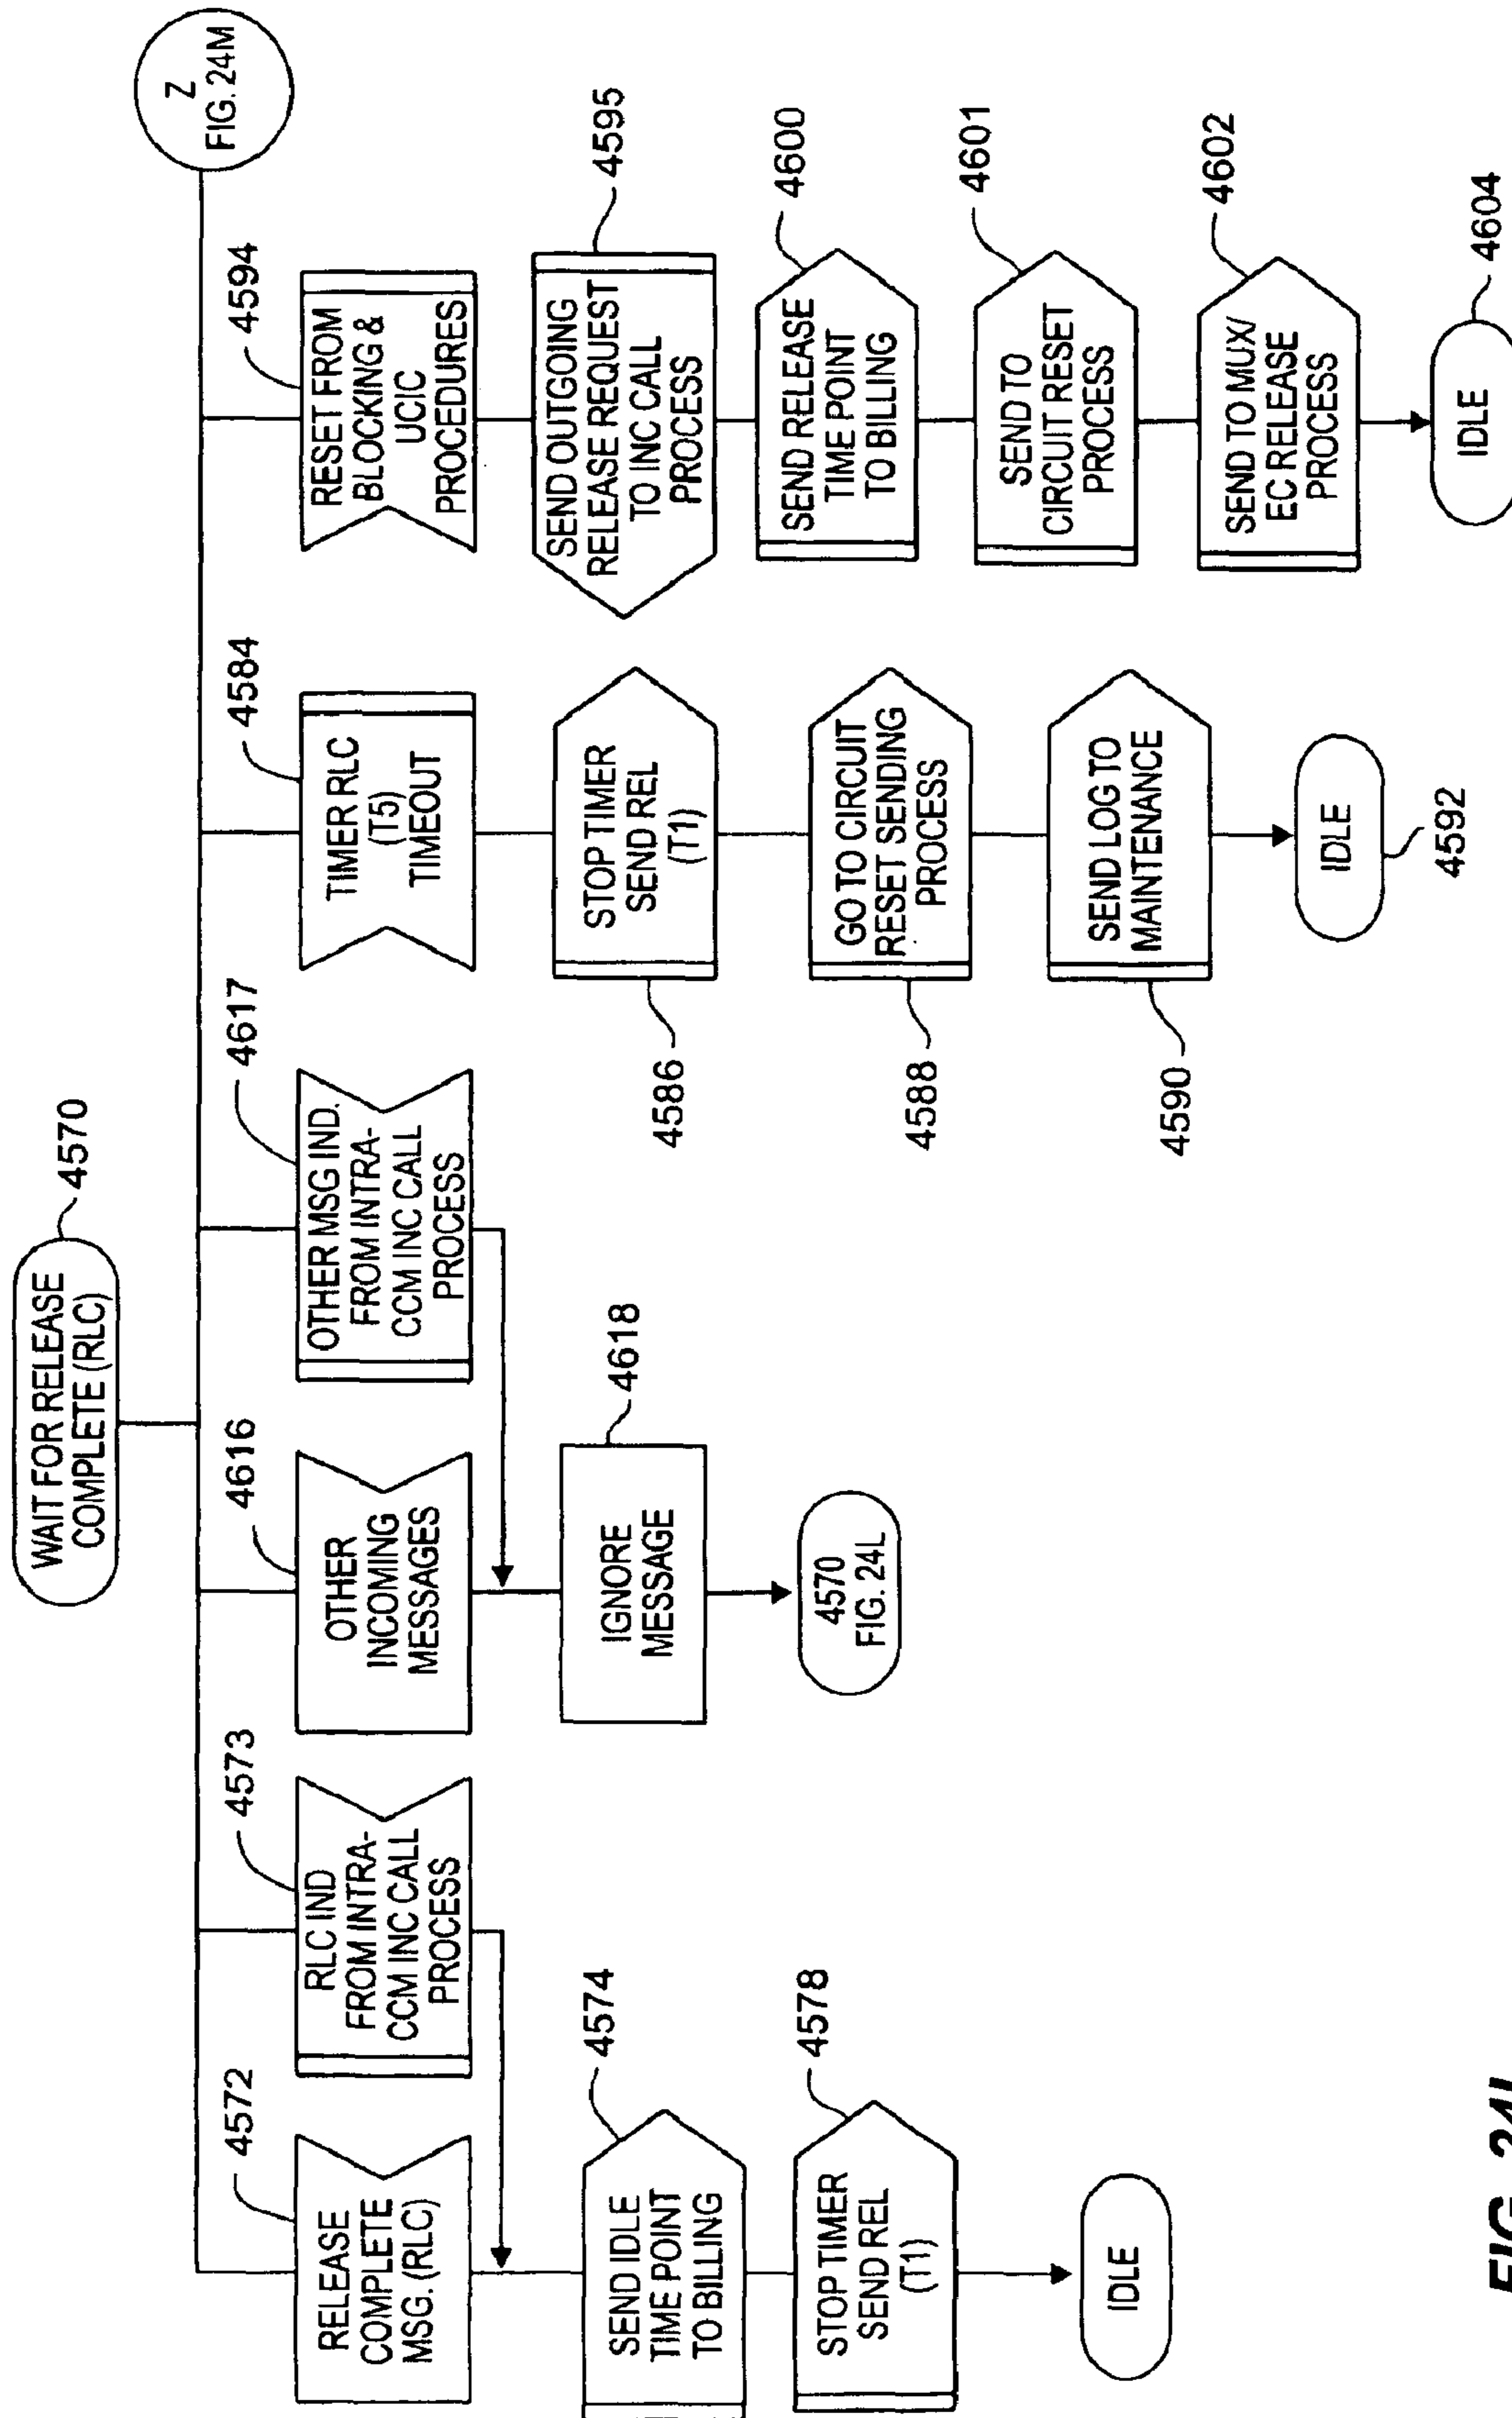 WAIT FOR RELEASE
COMPLETE (RLC)
4570
Z
FIG. 24M
4572
RELEASE
COMPLETE
MSG. (RLC)
4573
RLC IND
FROM INTRA-
CCM INC CALL
PROCESS
4574
SEND IDLE
TIME POINT
TO BILLING
4578
STOP TIMER
SEND REL
(T1)
IDLE
4616
OTHER
INCOMING
MESSAGES
4617
OTHER MSG IND.
FROM INTRA-
CCM INC CALL
PROCESS
4618
IGNORE
MESSAGE
4570
FIG. 24L
4584
TIMER RLC
(T5)
TIMEOUT
4586
STOP TIMER
SEND REL
(T1)
4588
GO TO CIRCUIT
RESET SENDING
PROCESS
4590
SEND LOG TO
MAINTENANCE
IDLE
4592
4594
RESET FROM
BLOCKING &
UCIC
PROCEDURES
4595
SEND OUTGOING
RELEASE REQUEST
TO INC CALL
PROCESS
4600
SEND RELEASE
TIME POINT
TO BILLING
4601
SEND TO
CIRCUIT RESET
PROCESS
4602
SEND TO MUX/
EC RELEASE
PROCESS
IDLE
4604
FIG. 24L